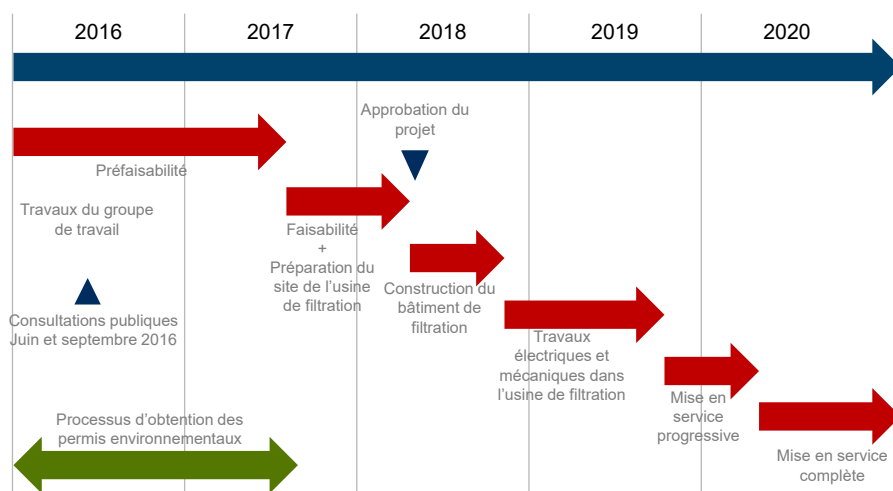 2016
2017
2018
2019
2020
Approbation du
projet
Préfaisabilité
Travaux du groupe
de travail
Faisabilité
+
Préparation du
site de l'usine
de filtration
Consultations publiques
Juin et septembre 2016
Construction du
bâtiment de
filtration
Travaux
électriques et
mécaniques dans
l'usine de filtration
Mise en
service
progressive
Mise en service
complète
Processus d'obtention des
permis environnementaux